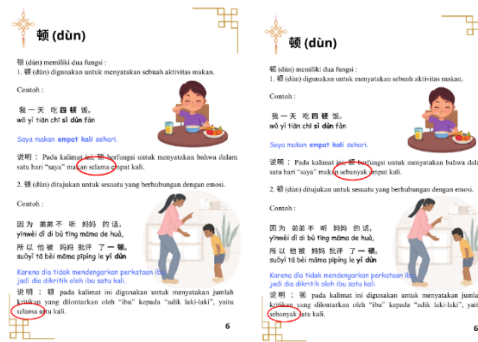 顿 (dùn)
顿 (dùn) memiliki dua fungsi :
1. 顿 (dùn) digunakan untuk menyatakan sebuah aktivitas makan.
Contoh :
我 一 天 吃 四 顿 饭。
wǒ yì tiān chī sì dùn fàn
Saya makan empat kali sehari.
说明 : Pada kalimat ini, 顿 berfungsi untuk menyatakan bahwa dalam
satu hari "saya" makan selama empat kali.
2. 顿 (dùn) ditujukan untuk sesuatu yang berhubungan dengan emosi.
Contoh :
因为 弟弟 不 听 妈妈 的 话,
yīnwèi dì di bù tīng māma de huà,
所 以 他 被 妈妈 批评 了 一 顿。
suǒyǐ tā bèi māma pīpíng le yí dùn
Karena dia tidak mendengarkan perkataan ibu
jadi dia dikritik oleh ibu satu kali.
说明 : 顿 pada kalimat ini digunakan untuk menyatakan jumlah
kritikan yang dilontarkan oleh "ibu" kepada "adik laki-laki", yaitu
selama satu kali.
6
顿 (dùn)
顿 (dùn) memiliki dua fungsi :
1. 顿 (dùn) digunakan untuk menyatakan sebuah aktivitas makan.
Contoh :
我 一 天 吃 四 顿 饭。
wǒ yì tiān chī sì dùn fàn
Saya makan empat kali sehari.
说明 : Pada kalimat ini, 顿 berfungsi untuk menyatakan bahwa dalam
satu hari "saya" makan sebanyak empat kali.
2. 顿 (dùn) ditujukan untuk sesuatu yang berhubungan dengan emosi.
Contoh :
因为 弟弟 不 听 妈妈 的 话,
yīnwèi dì di bù tīng māma de huà,
所 以 他 被 妈妈 批评 了 一 顿。
suǒyǐ tā bèi māma pīpíng le yí dùn
Karena dia tidak mendengarkan perkataan ibu
jadi dia dikritik oleh ibu satu kali.
说明 : 顿 pada kalimat ini digunakan untuk menyatakan jumlah
kritikan yang dilontarkan oleh "ibu" kepada "adik laki-laki", yaitu
sebanyak satu kali.
6